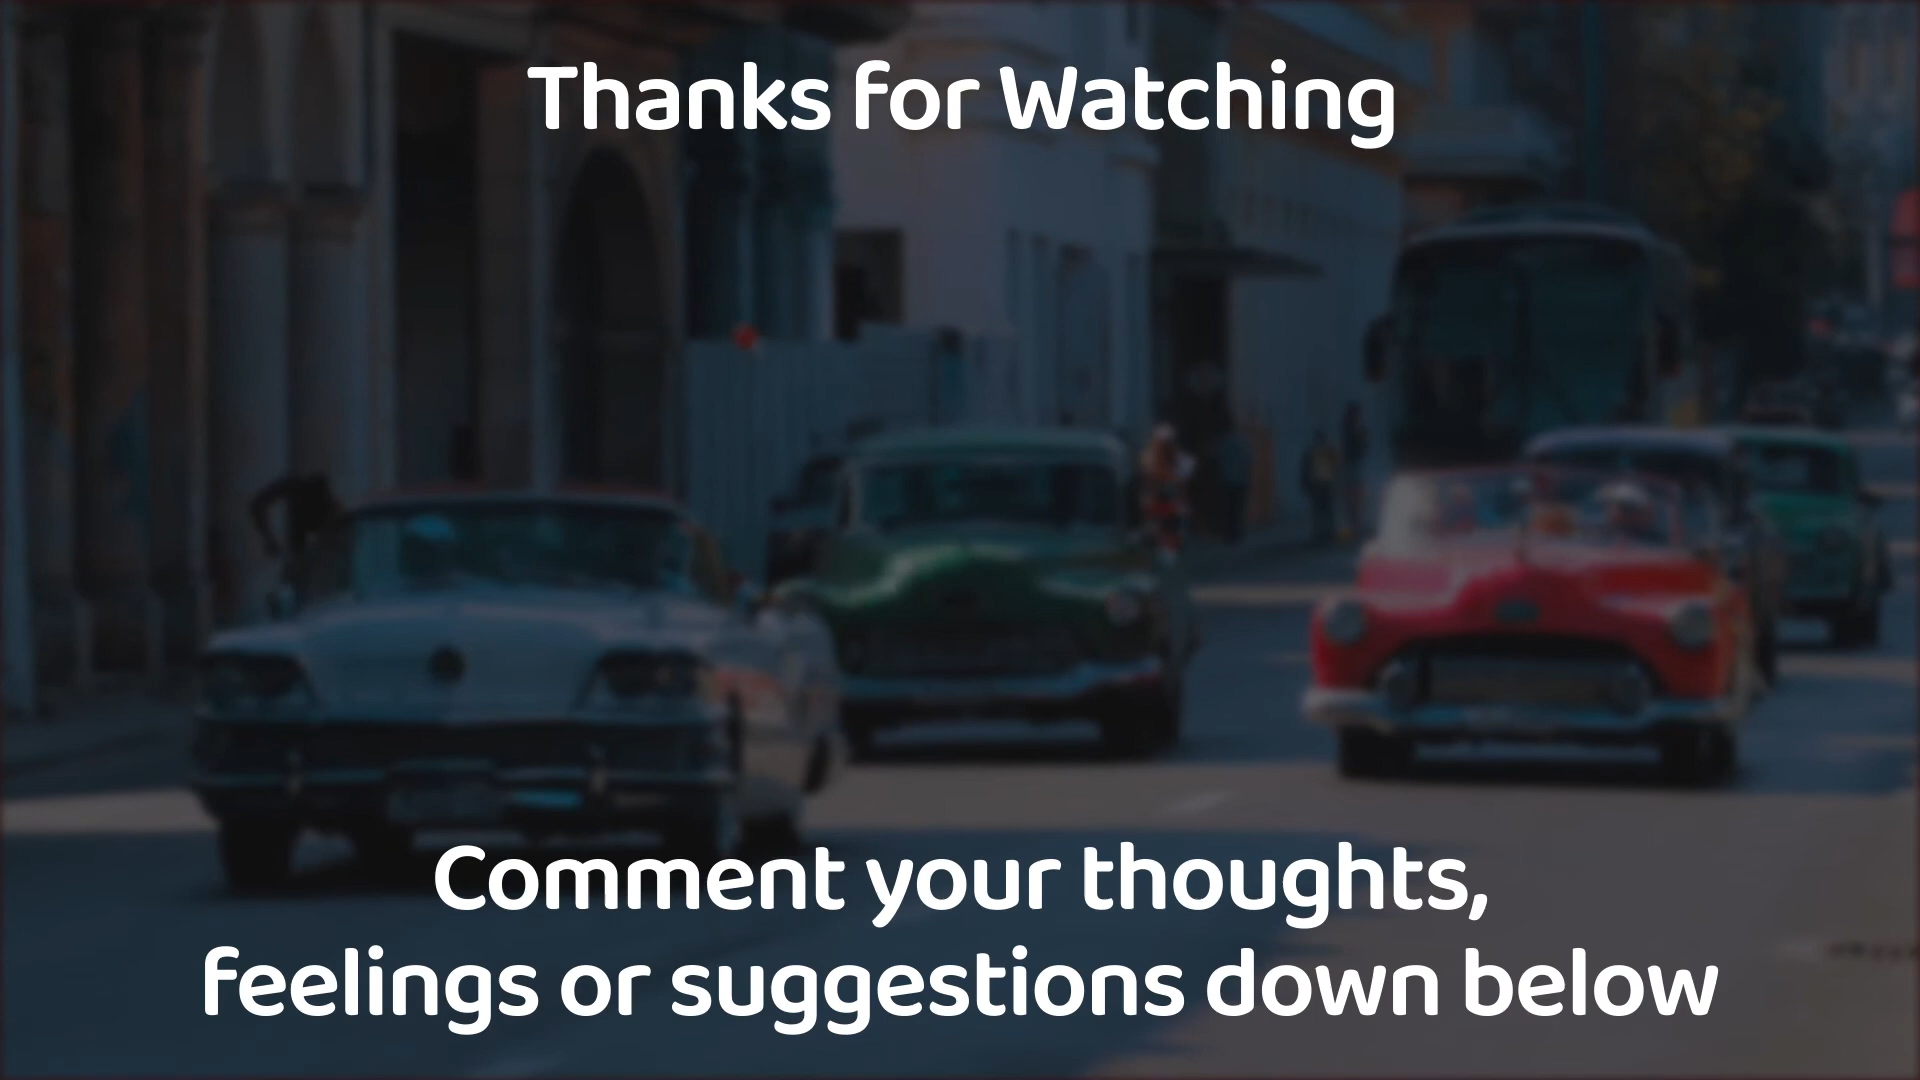 Thanks for Watching
Comment your thoughts,
feelings or suggestions down below